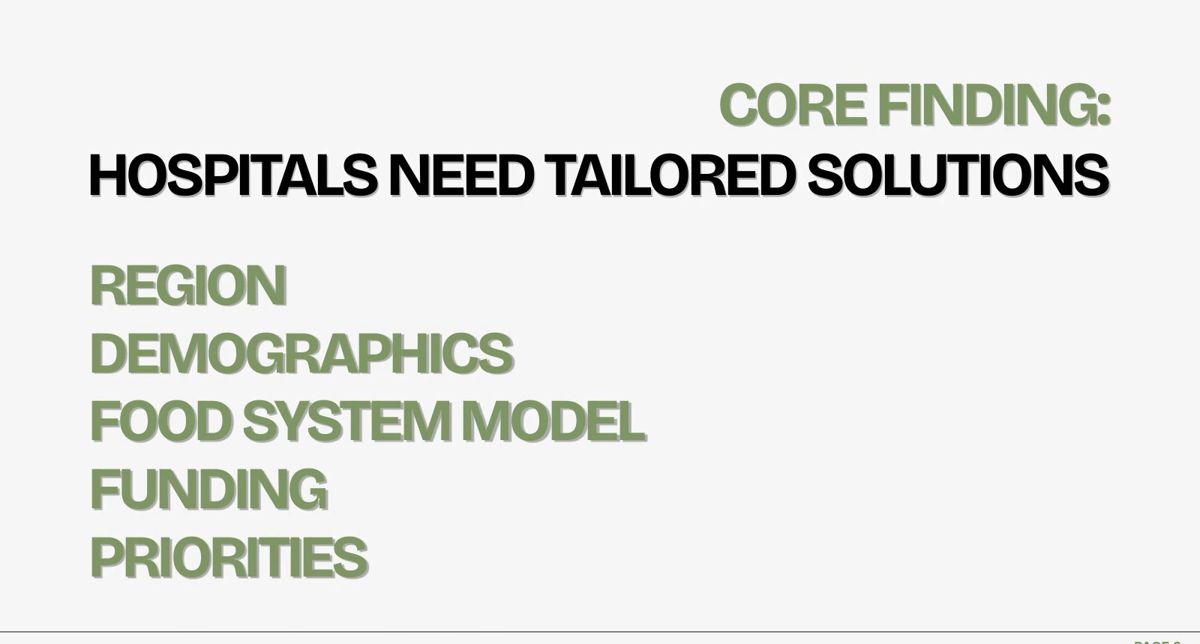 CORE FINDING:
HOSPITALS NEED TAILORED SOLUTIONS
REGION
DEMOGRAPHICS
FOOD SYSTEM MODEL
FUNDING
PRIORITIES